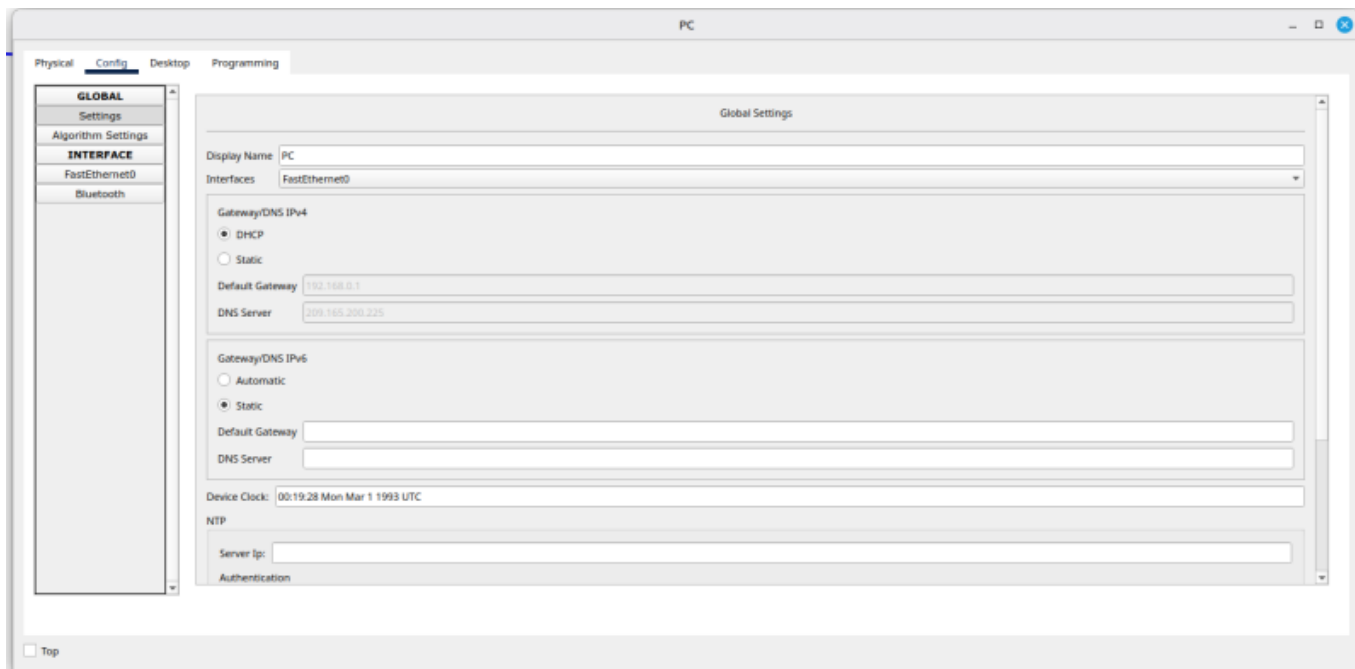 PC
Physical Config Desktop Programming
GLOBAL
Settings
Algorithm Settings
INTERFACE
FastEthernet0
Bluetooth
Global Settings
Display Name PC
Interfaces FastEthernet0
Gateway/DNS IPv4
DHCP
Static
Default Gateway 192.168.0.1
DNS Server 209.165.200.225
Gateway/DNS IPv6
Automatic
Static
Default Gateway
DNS Server
Device Clock: 00:19:28 Mon Mar 1 1993 UTC
NTP
Server Ip:
Authentication
Top